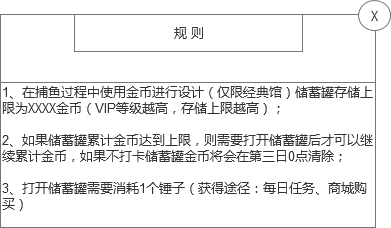 规 则
X
1、在捕鱼过程中使用金币进行设计（仅限经典馆）储蓄罐存储上
限为XXXX金币（VIP等级越高，存储上限越高）；
2、如果储蓄罐累计金币达到上限，则需要打开储蓄罐后才可以继
续累计金币，如果不打卡储蓄罐金币将会在第三日0点清除；
3、打开储蓄罐需要消耗1个锤子（获得途径：每日任务、商城购
买）